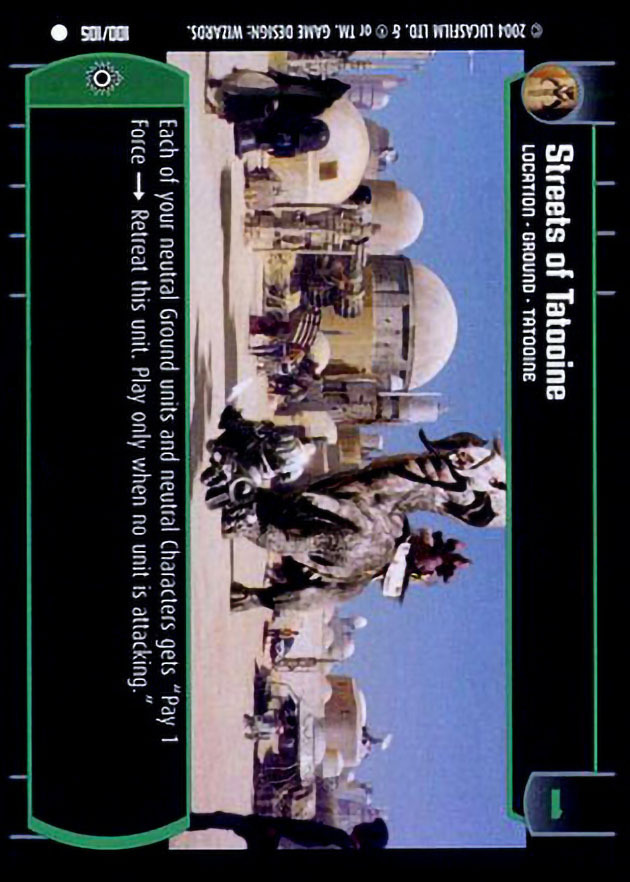 Streets of Tatooine
1
LOCATION · GROUND · TATOOINE
Each of your neutral Ground units and neutral Characters gets "Pay 1
Force → Retreat this unit. Play only when no unit is attacking."
© 2004 LUCASFILM LTD. & ® or TM. GAME DESIGN: WIZARDS.
100/105